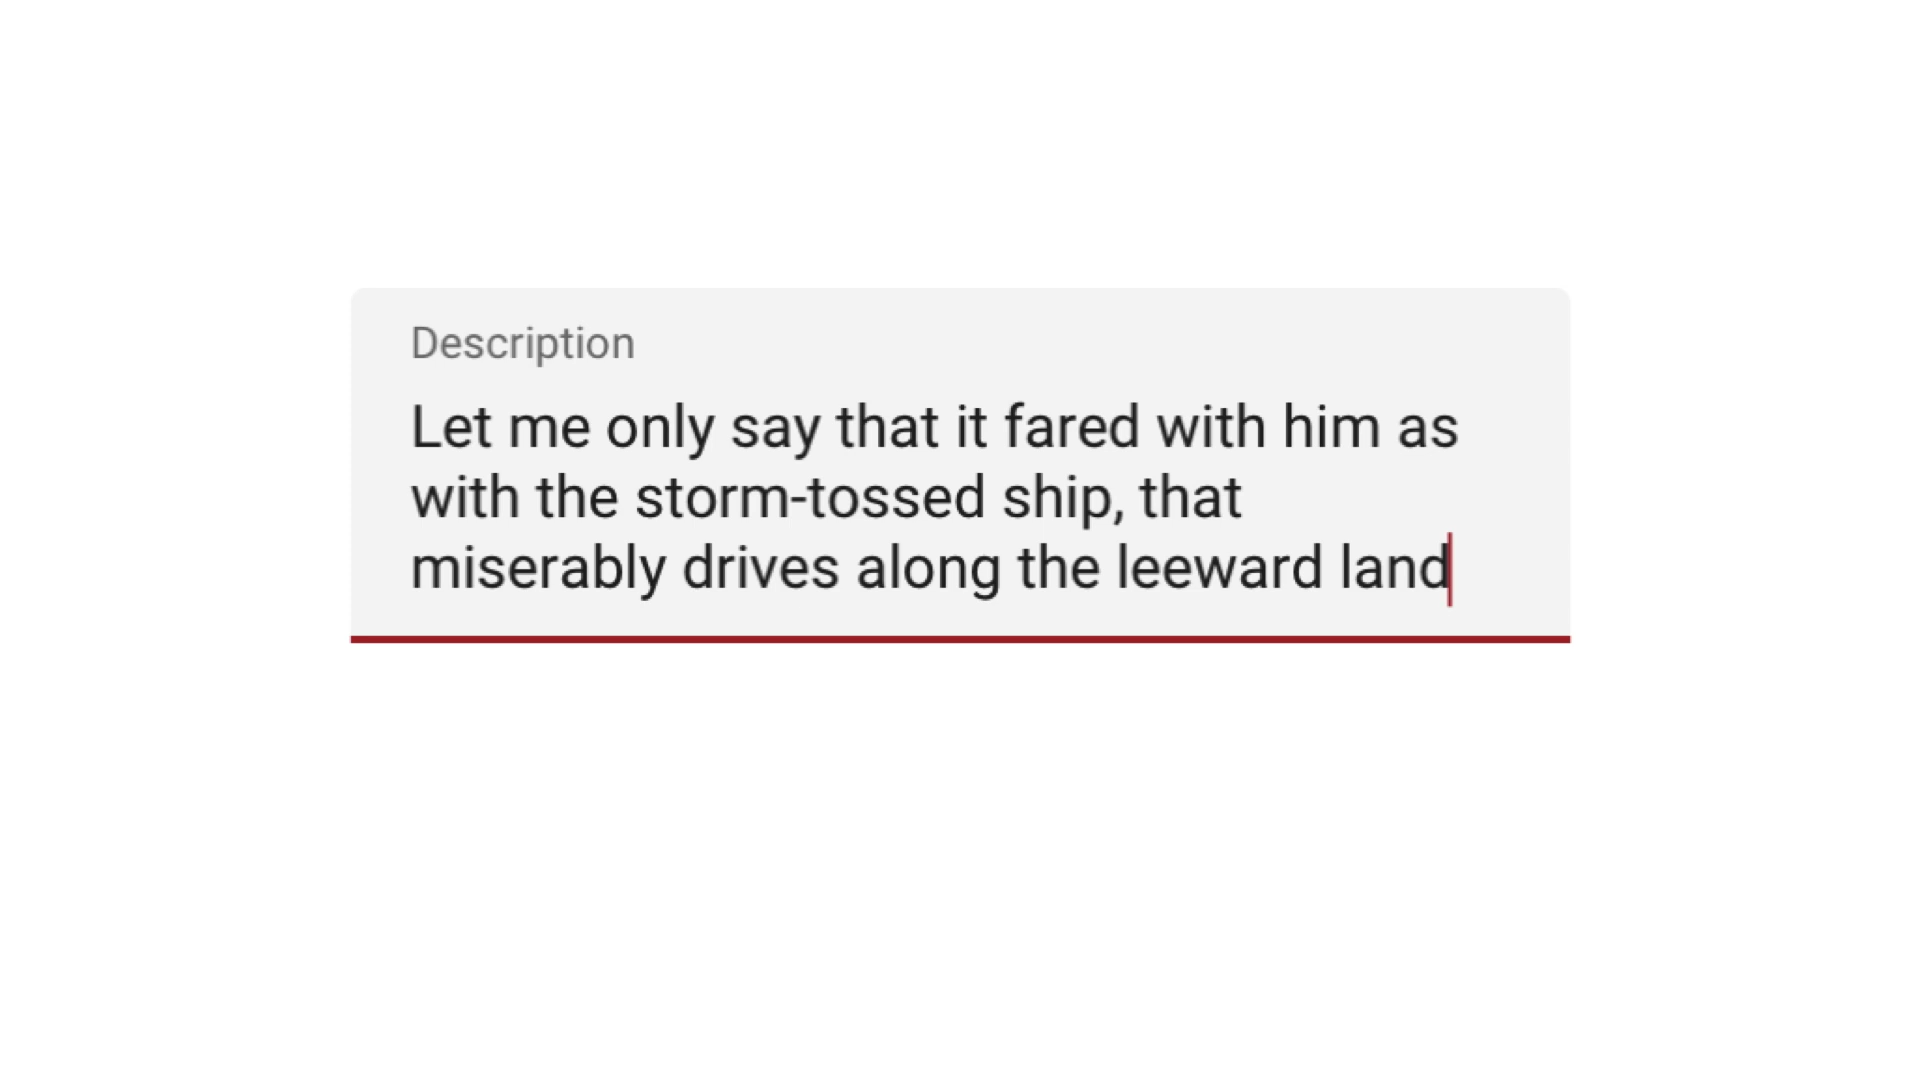 Description
Let me only say that it fared with him as
with the storm-tossed ship, that
miserably drives along the leeward land